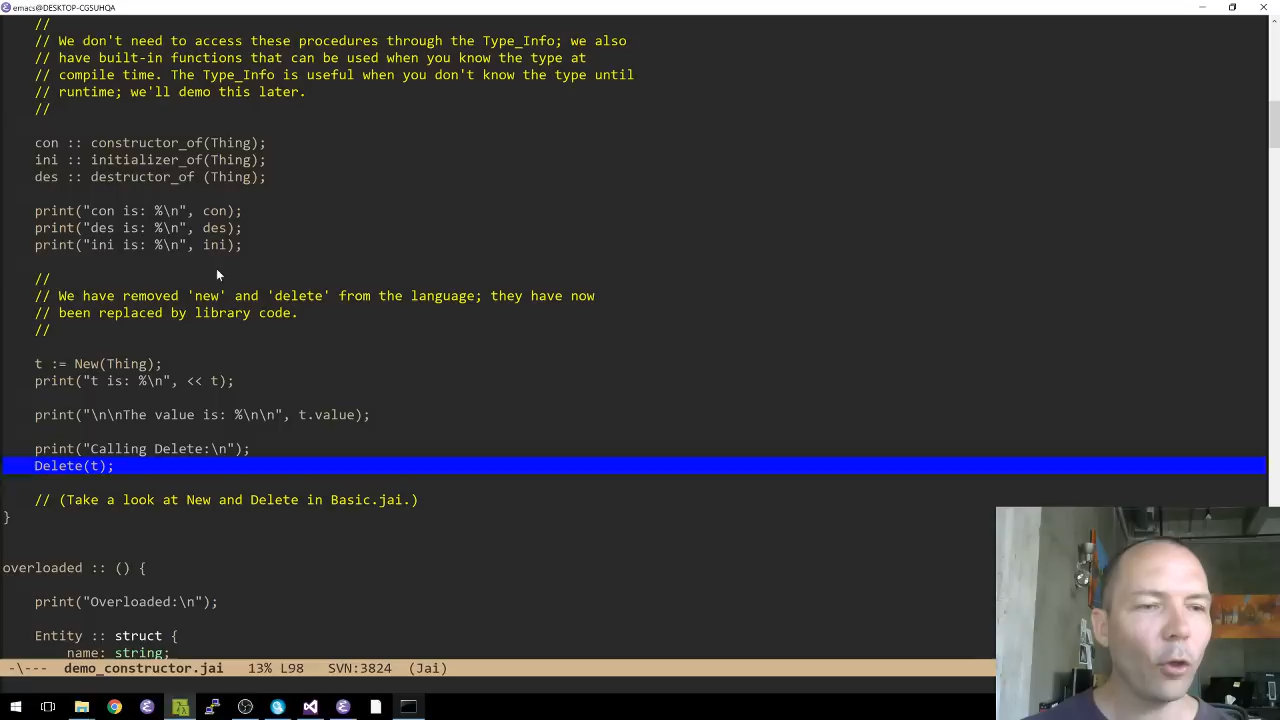 emacs@DESKTOP-CGSUHQA
//
// We don't need to access these procedures through the Type_Info; we also
// have built-in functions that can be used when you know the type at
// compile time. The Type_Info is useful when you don't know the type until
// runtime; we'll demo this later.
//
con :: constructor_of(Thing);
ini :: initializer_of(Thing);
des :: destructor_of (Thing);
print("con is: %\n", con);
print("des is: %\n", des);
print("ini is: %\n", ini);
//
// We have removed 'new' and 'delete' from the language; they have now
// been replaced by library code.
//
t := New(Thing);
print("t is: %\n", << t);
print("\n\nThe value is: %\n\n", t.value);
print("Calling Delete:\n");
Delete(t);
// (Take a look at New and Delete in Basic.jai.)
}
overloaded :: () {
print("Overloaded:\n");
Entity :: struct {
name: string;
-\--- demo_constructor.jai 13% L98 SVN:3824 (Jai)